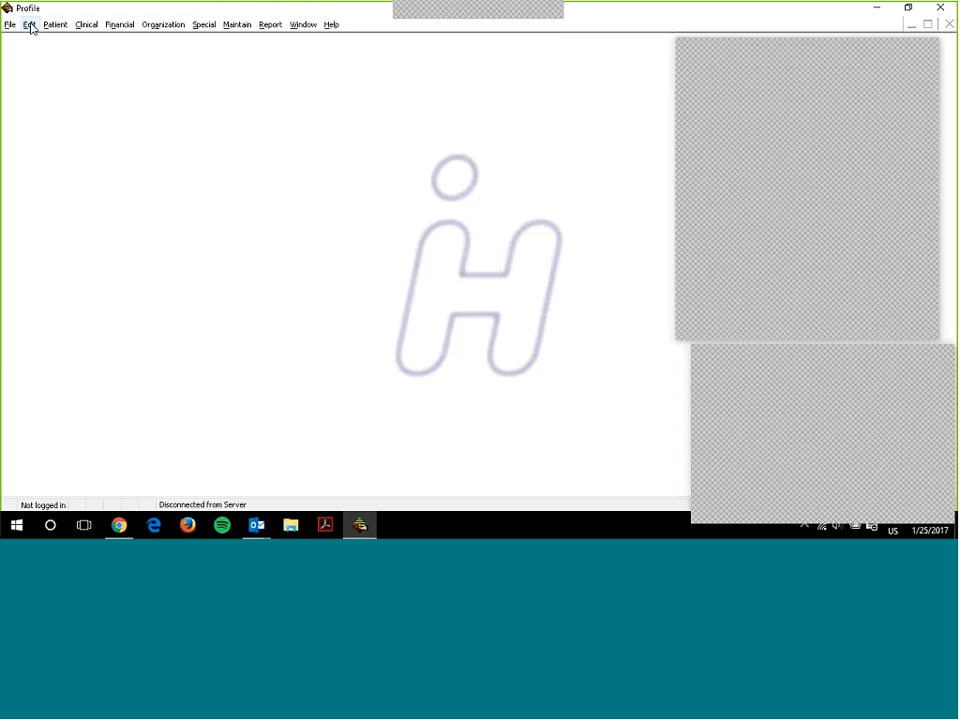 Profile
File Edit Patient Clinical Financial Organization Special Maintain Report Window Help
iH
Not logged in Disconnected from Server
US 1/25/2017